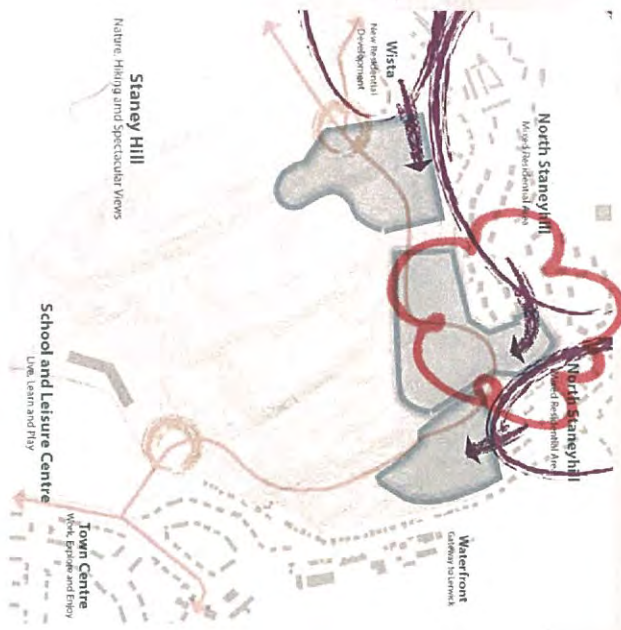 North Staneyhill
Mixed Residential Area
North Staneyhill
Mixed Residential Area
Waterfront
Gateway to Lerwick
Wista
New Residential
Development
Staney Hill
Nature, Hiking amd Spectacular Views
Town Centre
Work, Explore and Enjoy
School and Leisure Centre
Live, Learn and Play